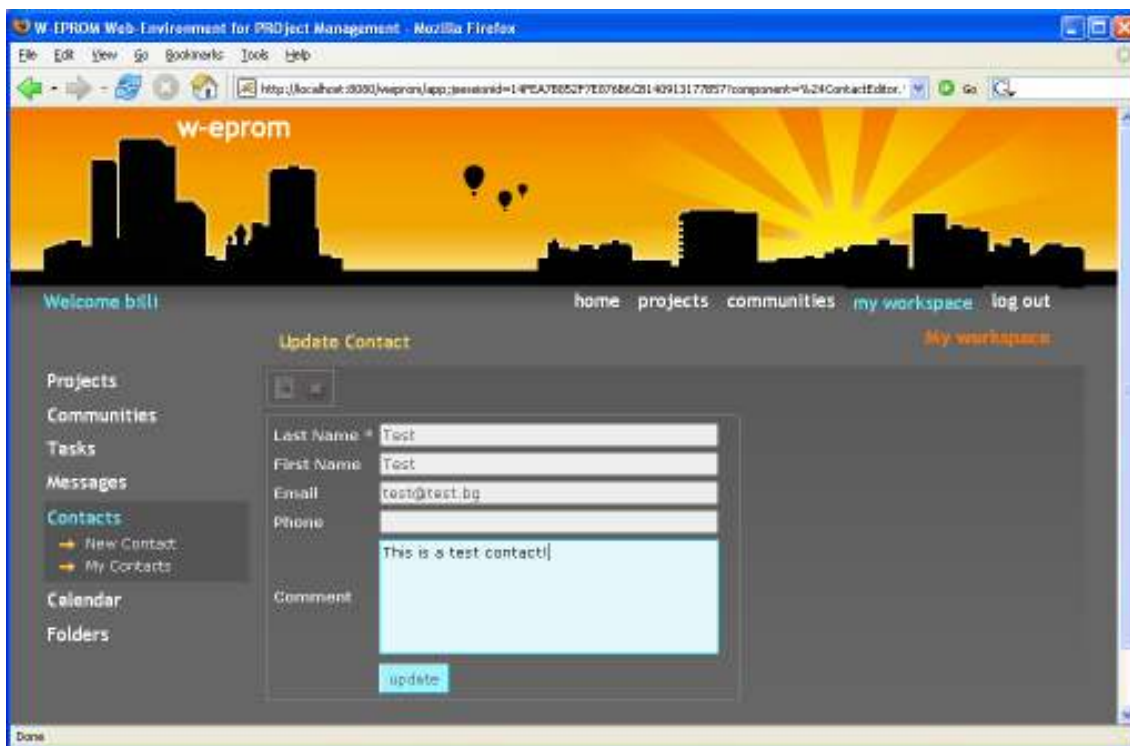 W-EPROM Web-Environment for PROject Management - Mozilla Firefox
File Edit View Go Bookmarks Tools Help
Go
w-eprom
Welcome billi
home projects communities my workspace log out
Update Contact
My workspace
Projects
Communities
Tasks
Messages
Contacts
New Contact
My Contacts
Calendar
Folders
Last Name * Test
First Name Test
Email test@test.bg
Phone
This is a test contact!
Comment
update
Done